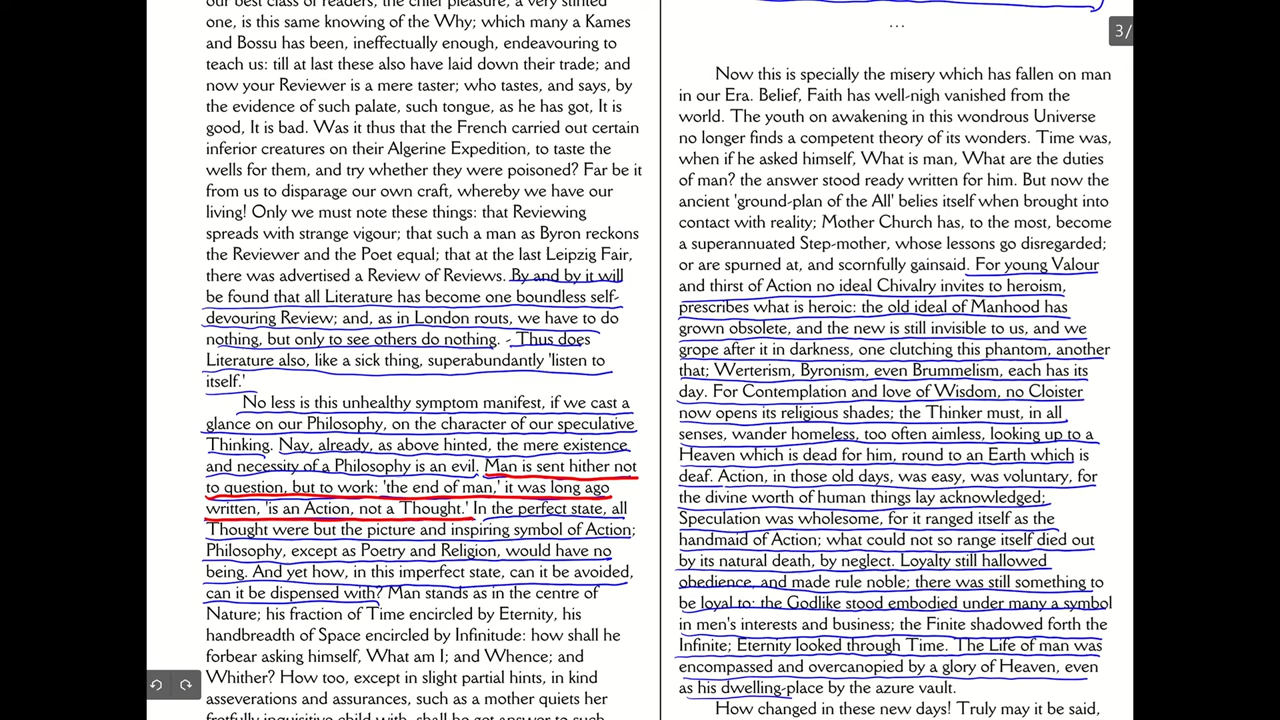 our best class of readers, the chief pleasure, a very stinted
one, is this same knowing of the Why; which many a Kames
and Bossu has been, ineffectually enough, endeavouring to
teach us: till at last these also have laid down their trade; and
now your Reviewer is a mere taster; who tastes, and says, by
the evidence of such palate, such tongue, as he has got, It is
good, It is bad. Was it thus that the French carried out certain
inferior creatures on their Algerine Expedition, to taste the
wells for them, and try whether they were poisoned? Far be it
from us to disparage our own craft, whereby we have our
living! Only we must note these things: that Reviewing
spreads with strange vigour; that such a man as Byron reckons
the Reviewer and the Poet equal; that at the last Leipzig Fair,
there was advertised a Review of Reviews. By and by it will
be found that all Literature has become one boundless self-
devouring Review; and, as in London routs, we have to do
nothing, but only to see others do nothing. - Thus does
Literature also, like a sick thing, superabundantly 'listen to
itself.'
No less is this unhealthy symptom manifest, if we cast a
glance on our Philosophy, on the character of our speculative
Thinking. Nay, already, as above hinted, the mere existence
and necessity of a Philosophy is an evil. Man is sent hither not
to question, but to work: 'the end of man,' it was long ago
written, 'is an Action, not a Thought.' In the perfect state, all
Thought were but the picture and inspiring symbol of Action;
Philosophy, except as Poetry and Religion, would have no
being. And yet how, in this imperfect state, can it be avoided,
can it be dispensed with? Man stands as in the centre of
Nature; his fraction of Time encircled by Eternity, his
handbreadth of Space encircled by Infinitude: how shall he
forbear asking himself, What am I; and Whence; and
Whither? How too, except in slight partial hints, in kind
asseverations and assurances, such as a mother quiets her
fretfully inquisitive child with, shall he get answer to such
...
3/
Now this is specially the misery which has fallen on man
in our Era. Belief, Faith has well-nigh vanished from the
world. The youth on awakening in this wondrous Universe
no longer finds a competent theory of its wonders. Time was,
when if he asked himself, What is man, What are the duties
of man? the answer stood ready written for him. But now the
ancient 'ground-plan of the All' belies itself when brought into
contact with reality; Mother Church has, to the most, become
a superannuated Step-mother, whose lessons go disregarded;
or are spurned at, and scornfully gainsaid. For young Valour
and thirst of Action no ideal Chivalry invites to heroism,
prescribes what is heroic: the old ideal of Manhood has
grown obsolete, and the new is still invisible to us, and we
grope after it in darkness, one clutching this phantom, another
that; Werterism, Byronism, even Brummelism, each has its
day. For Contemplation and love of Wisdom, no Cloister
now opens its religious shades; the Thinker must, in all
senses, wander homeless, too often aimless, looking up to a
Heaven which is dead for him, round to an Earth which is
deaf. Action, in those old days, was easy, was voluntary, for
the divine worth of human things lay acknowledged;
Speculation was wholesome, for it ranged itself as the
handmaid of Action; what could not so range itself died out
by its natural death, by neglect. Loyalty still hallowed
obedience, and made rule noble; there was still something to
be loyal to: the Godlike stood embodied under many a symbol
in men's interests and business; the Finite shadowed forth the
Infinite; Eternity looked through Time. The Life of man was
encompassed and overcanopied by a glory of Heaven, even
as his dwelling-place by the azure vault.
How changed in these new days! Truly may it be said,